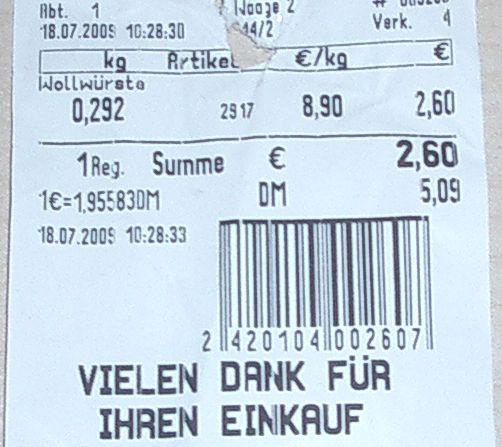 Abt. 1 Waage 2 #
18.07.2009 10:28:30 14/2 Verk. 4
kg Artikel €/kg €
Wollwürste
0,292 2917 8,90 2,60
1Reg. Summe € 2,60
1€=1,95583DM DM 5,09
18.07.2009 10:28:33
2 420104 002607
VIELEN DANK FÜR
IHREN EINKAUF